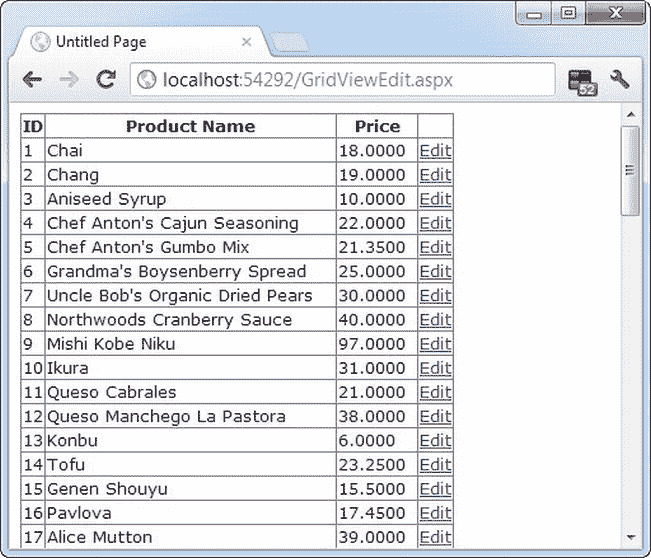 Untitled Page
localhost:54292/GridViewEdit.aspx
52
ID Product Name Price
1 Chai 18.0000 Edit
2 Chang 19.0000 Edit
3 Aniseed Syrup 10.0000 Edit
4 Chef Anton's Cajun Seasoning 22.0000 Edit
5 Chef Anton's Gumbo Mix 21.3500 Edit
6 Grandma's Boysenberry Spread 25.0000 Edit
7 Uncle Bob's Organic Dried Pears 30.0000 Edit
8 Northwoods Cranberry Sauce 40.0000 Edit
9 Mishi Kobe Niku 97.0000 Edit
10 Ikura 31.0000 Edit
11 Queso Cabrales 21.0000 Edit
12 Queso Manchego La Pastora 38.0000 Edit
13 Konbu 6.0000 Edit
14 Tofu 23.2500 Edit
15 Genen Shouyu 15.5000 Edit
16 Pavlova 17.4500 Edit
17 Alice Mutton 39.0000 Edit